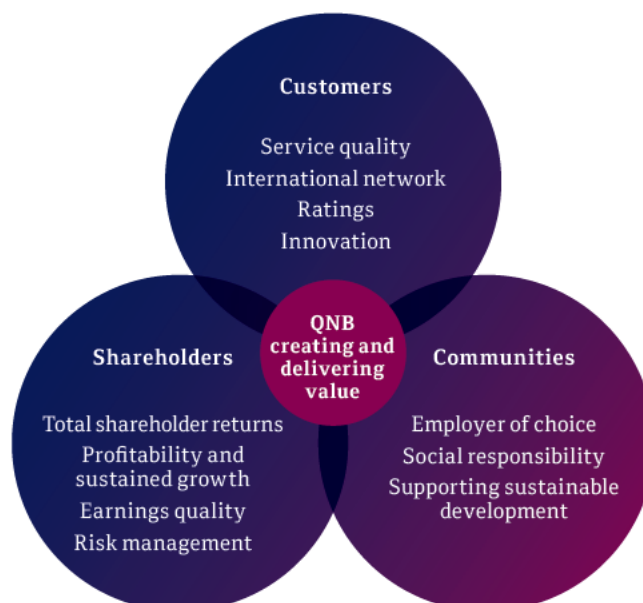 Customers
Service quality
International network
Ratings
Innovation
QNB
creating and
delivering
value
Shareholders
Total shareholder returns
Profitability and
sustained growth
Earnings quality
Risk management
Communities
Employer of choice
Social responsibility
Supporting sustainable
development